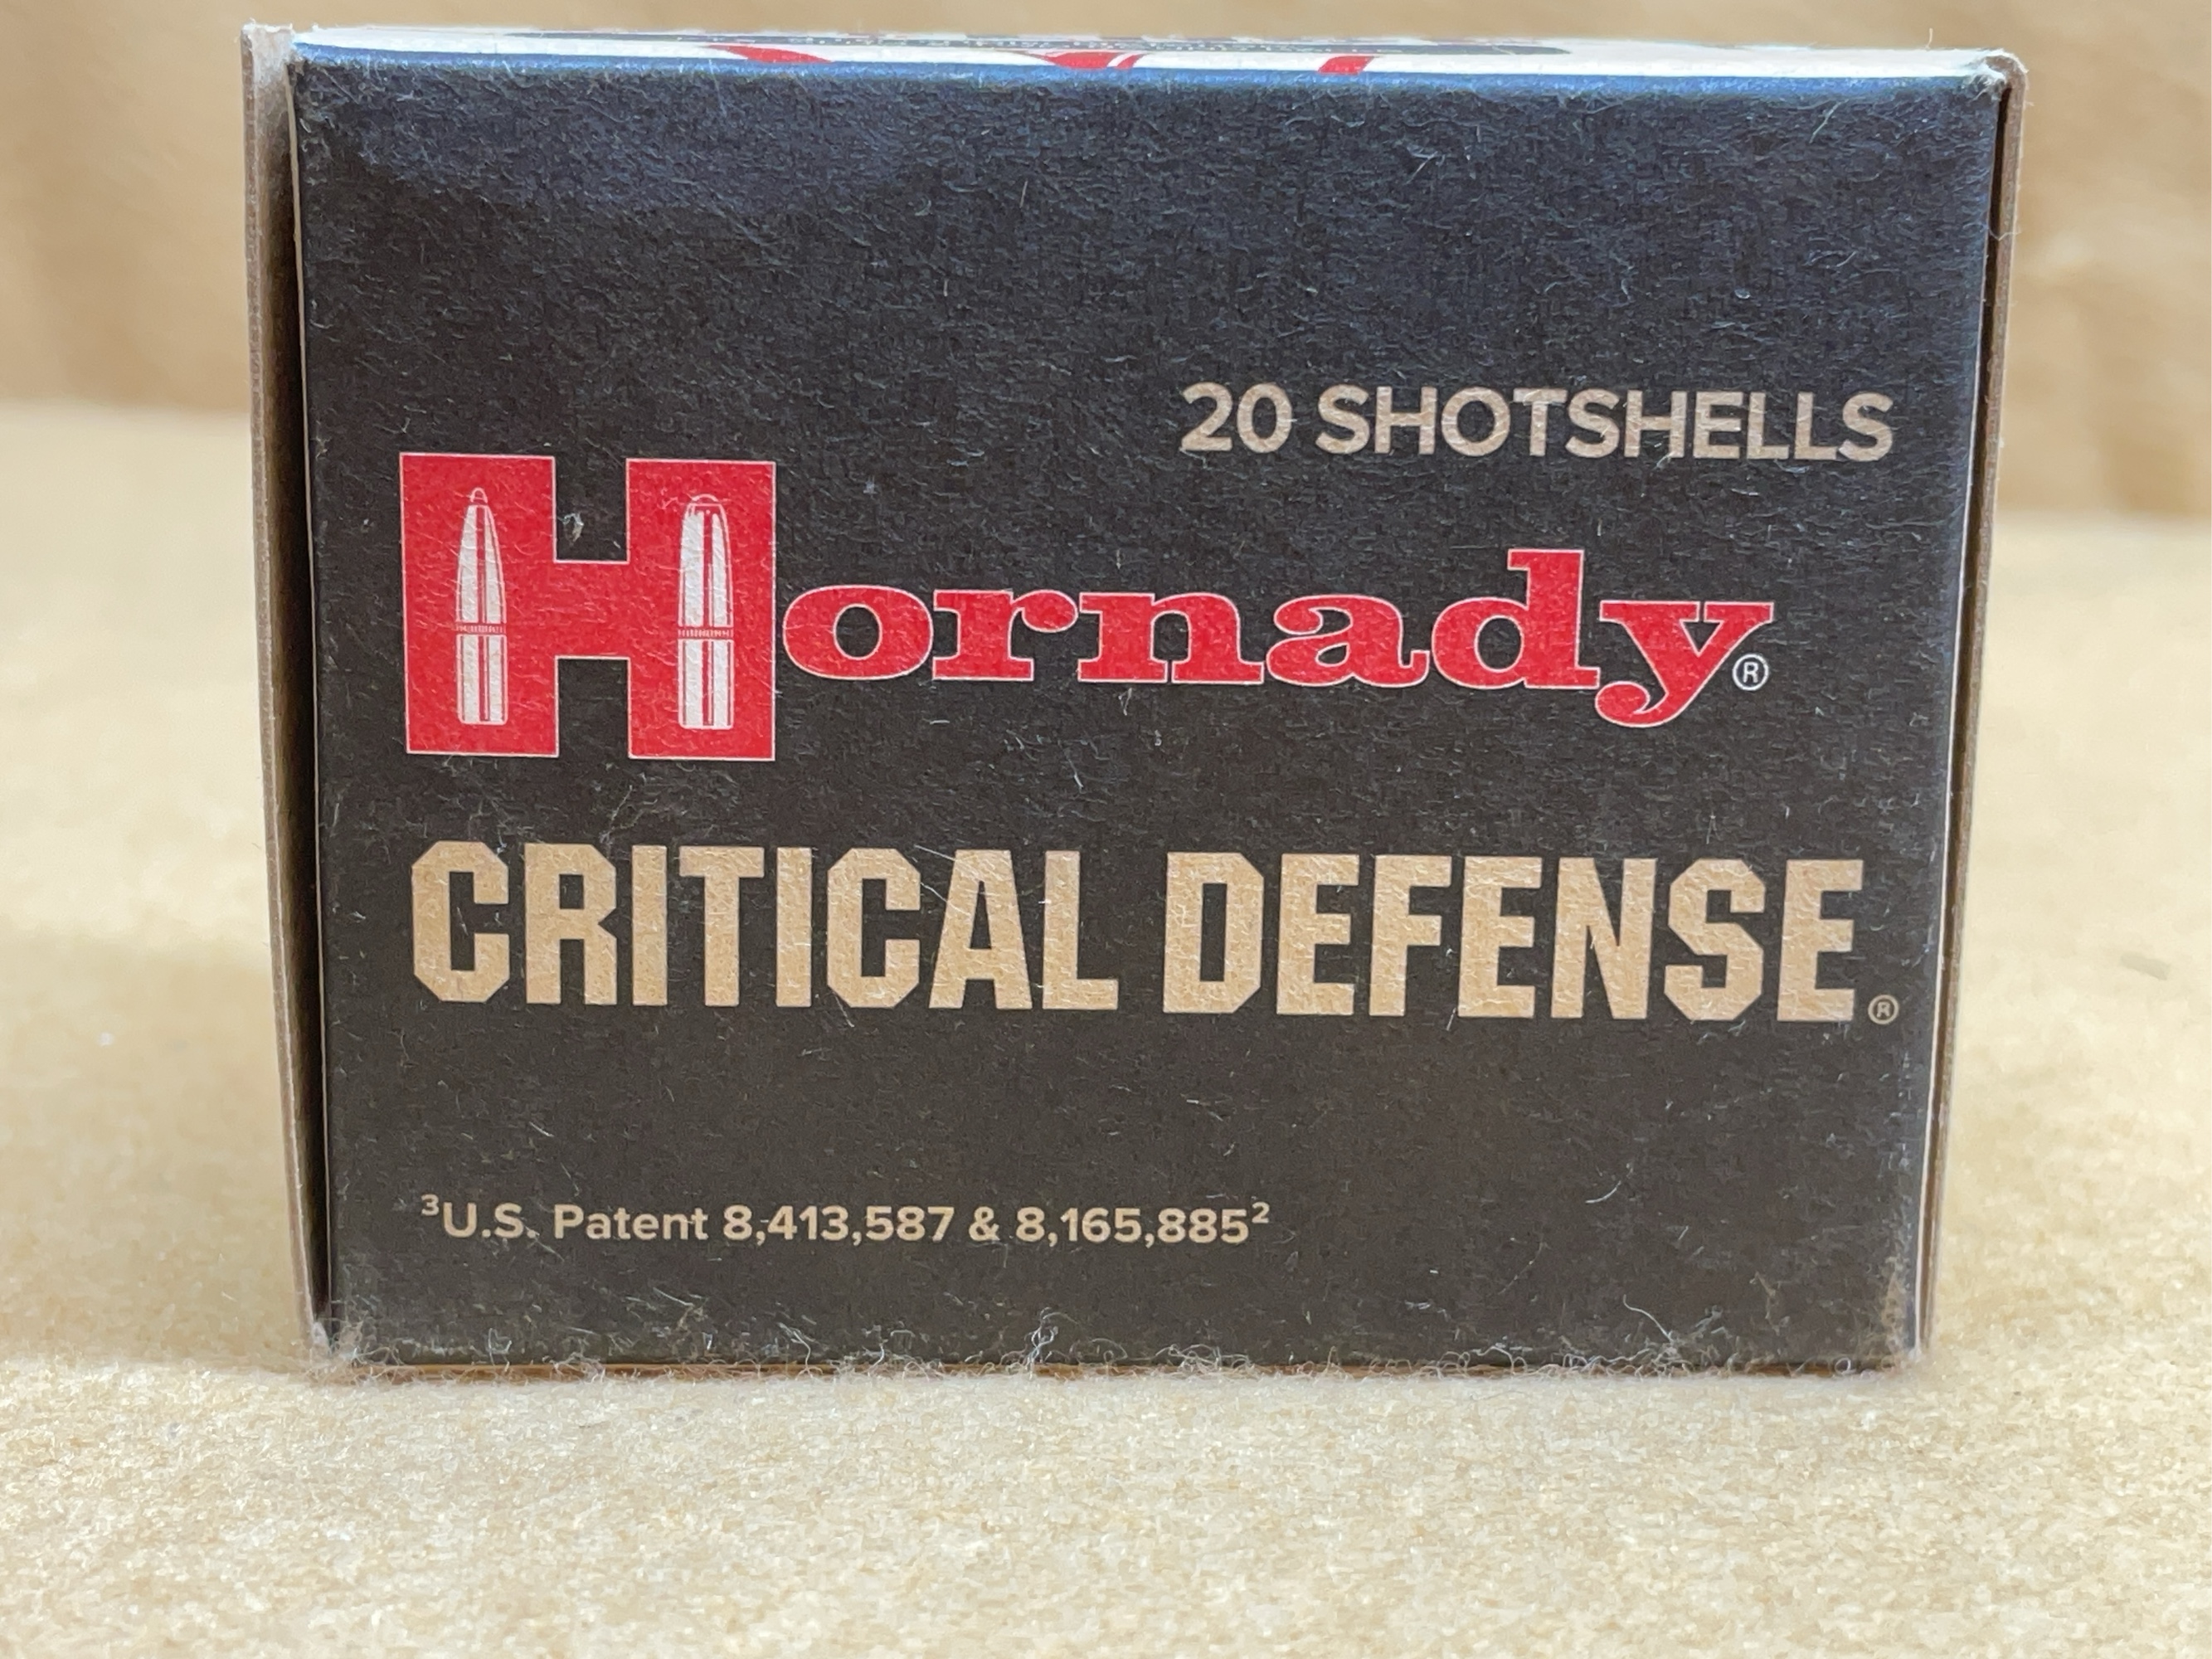 20 SHOTSHELLS
Hornady®
CRITICAL DEFENSE®
³U.S. Patent 8,413,587 & 8,165,885²